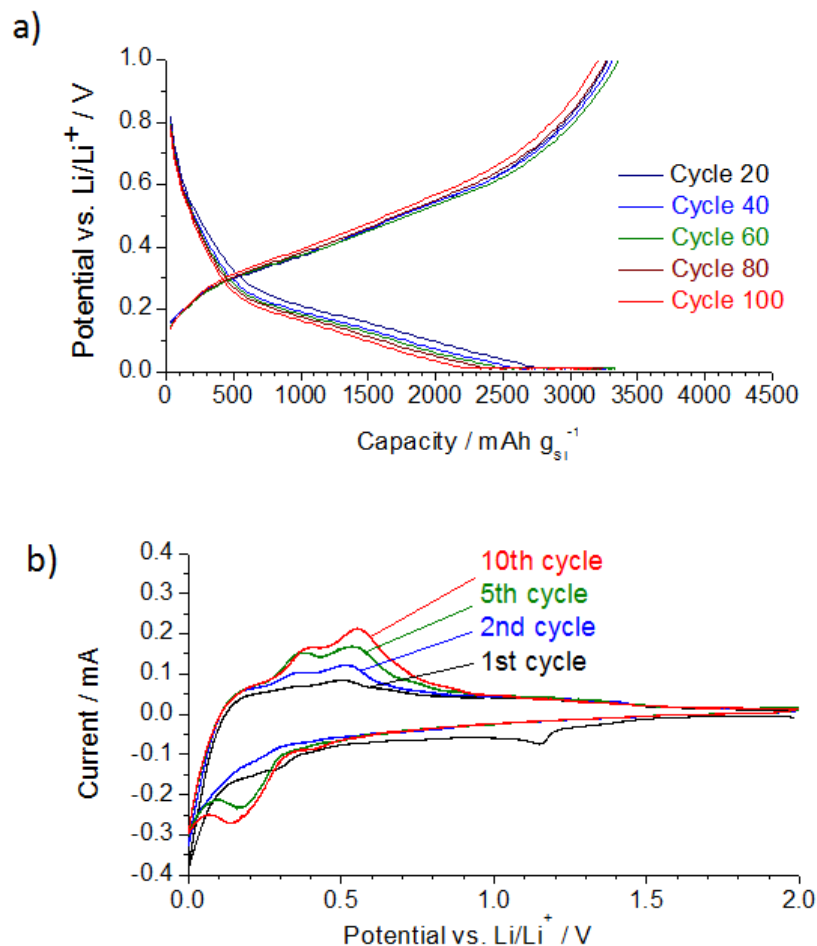 a)
1.0
0.8
0.6
0.4
0.2
0.0
Potential vs. Li/Li+ / V
Cycle 20
Cycle 40
Cycle 60
Cycle 80
Cycle 100
0 500 1000 1500 2000 2500 3000 3500 4000 4500
Capacity / mAh gSI-1
b)
0.4
0.3
0.2
0.1
0.0
-0.1
-0.2
-0.3
-0.4
Current / mA
10th cycle
5th cycle
2nd cycle
1st cycle
0.0 0.5 1.0 1.5 2.0
Potential vs. Li/Li+ / V